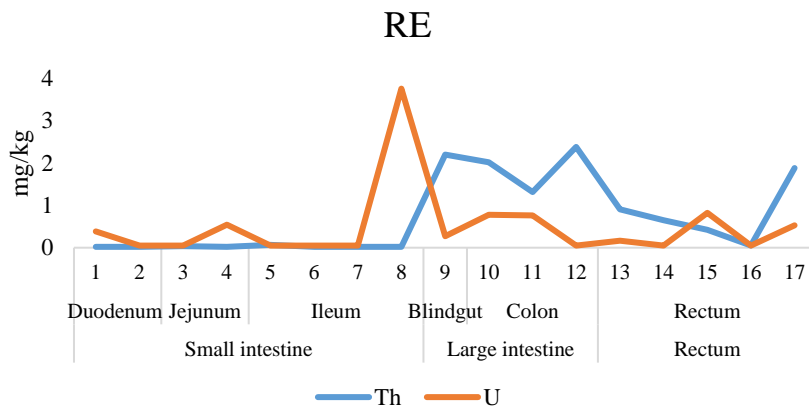 RE
mg/kg
4
3
2
1
0
1 2 3 4 5 6 7 8 9 10 11 12 13 14 15 16 17
Duodenum Jejunum Ileum Blindgut Colon Rectum
Small intestine Large intestine Rectum
Th U